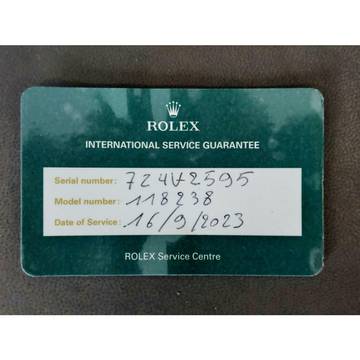 ROLEX
INTERNATIONAL SERVICE GUARANTEE
Serial number: 724V2595
Model number: 118238
Date of Service: 16/9/2023
ROLEX Service Centre